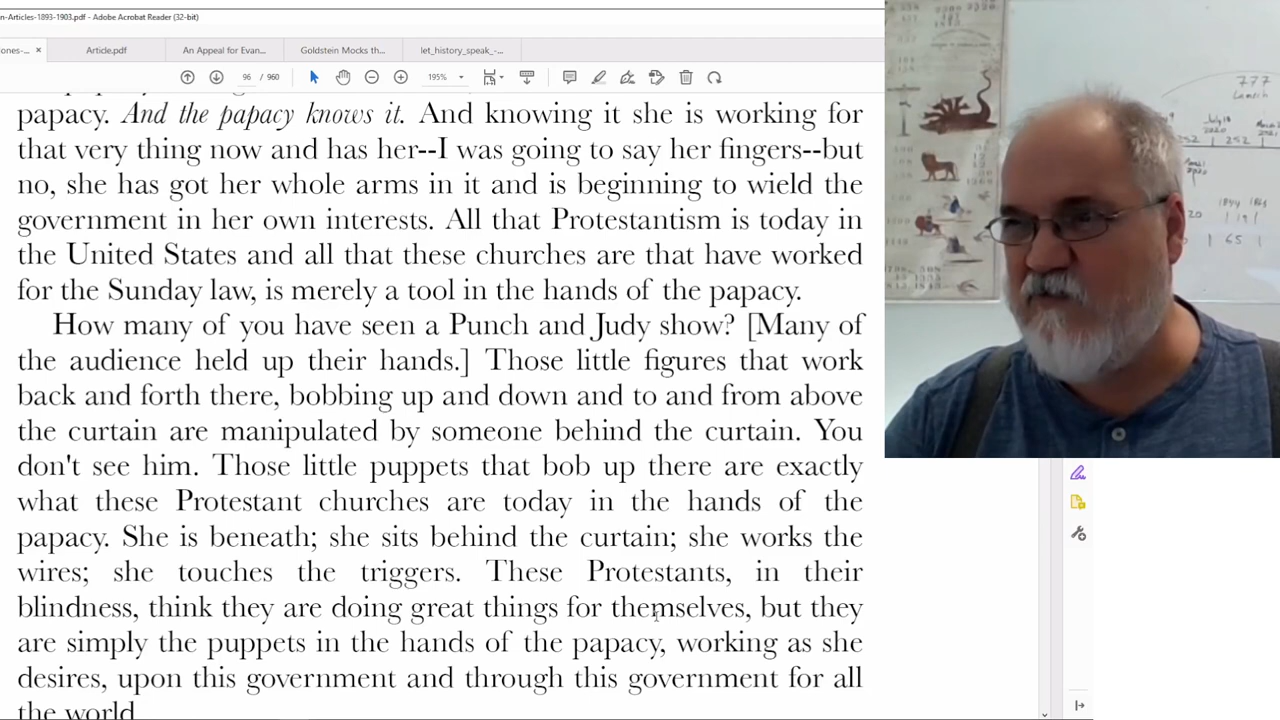 n-Articles-1893-1903.pdf - Adobe Acrobat Reader (32-bit)
ones-... × Article.pdf An Appeal for Evan... Goldstein Mocks th... let_history_speak_-...
96 / 960 195%
papacy. And the papacy knows it. And knowing it she is working for
that very thing now and has her--I was going to say her fingers--but
no, she has got her whole arms in it and is beginning to wield the
government in her own interests. All that Protestantism is today in
the United States and all that these churches are that have worked
for the Sunday law, is merely a tool in the hands of the papacy.
How many of you have seen a Punch and Judy show? [Many of
the audience held up their hands.] Those little figures that work
back and forth there, bobbing up and down and to and from above
the curtain are manipulated by someone behind the curtain. You
don't see him. Those little puppets that bob up there are exactly
what these Protestant churches are today in the hands of the
papacy. She is beneath; she sits behind the curtain; she works the
wires; she touches the triggers. These Protestants, in their
blindness, think they are doing great things for themselves, but they
are simply the puppets in the hands of the papacy, working as she
desires, upon this government and through this government for all
the world
777
July 18
2020
252 252
1844
19
65